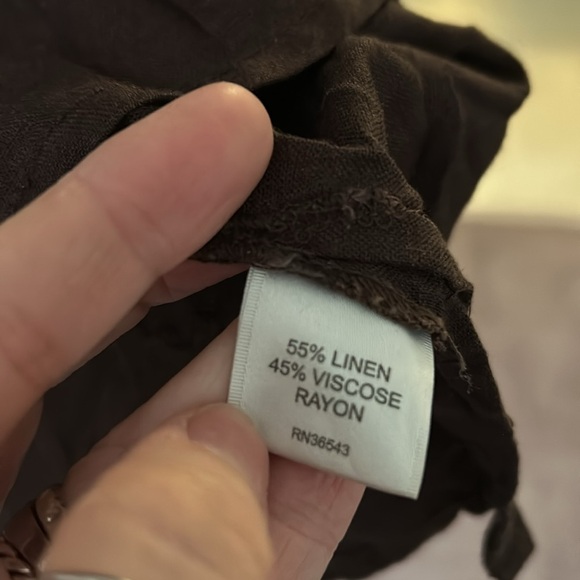 55% LINEN
45% VISCOSE
RAYON
RN36543